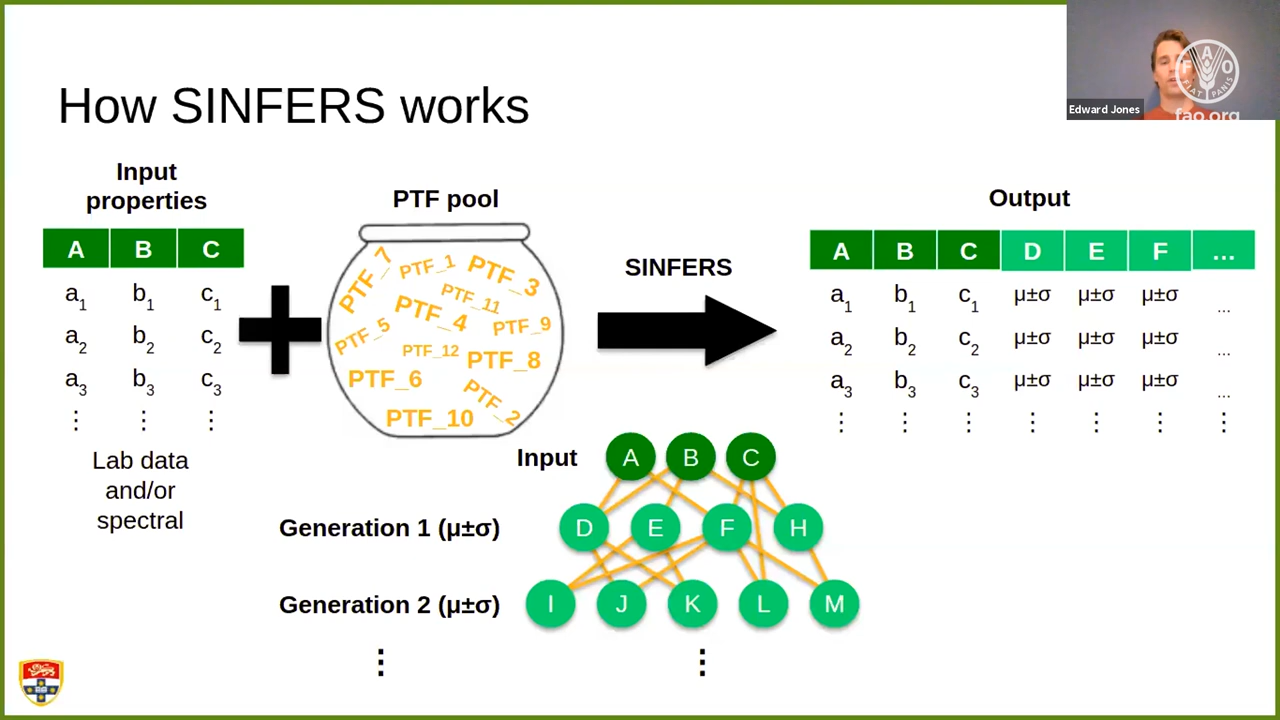 How SINFERS works
Edward Jones
F A O
FIAT PANIS
fao.org
Input
properties
A B C
a1 b1 c1
a2 b2 c2
a3 b3 c3
⋮ ⋮ ⋮
Lab data
and/or
spectral
PTF pool
PTF_7
PTF_1
PTF_3
PTF_11
PTF_4
PTF_9
PTF_5
PTF_12
PTF_8
PTF_6
PTF_2
PTF_10
SINFERS
Output
A B C D E F ...
a1 b1 c1 μ±σ μ±σ μ±σ ...
a2 b2 c2 μ±σ μ±σ μ±σ ...
a3 b3 c3 μ±σ μ±σ μ±σ ...
⋮ ⋮ ⋮ ⋮ ⋮ ⋮ ⋮
Input A B C
Generation 1 (μ±σ) D E F H
Generation 2 (μ±σ) I J K L M
⋮ ⋮